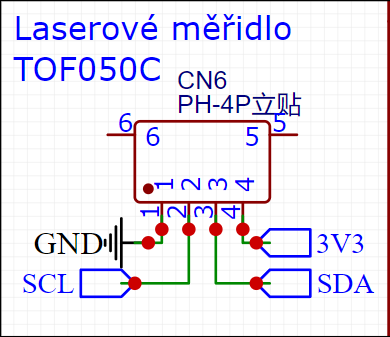 Laserové měřidlo
TOF050C
CN6
PH-4P立贴
6 5
6 5
1 2 3 4
1 2 3 4
GND 3V3
SCL SDA